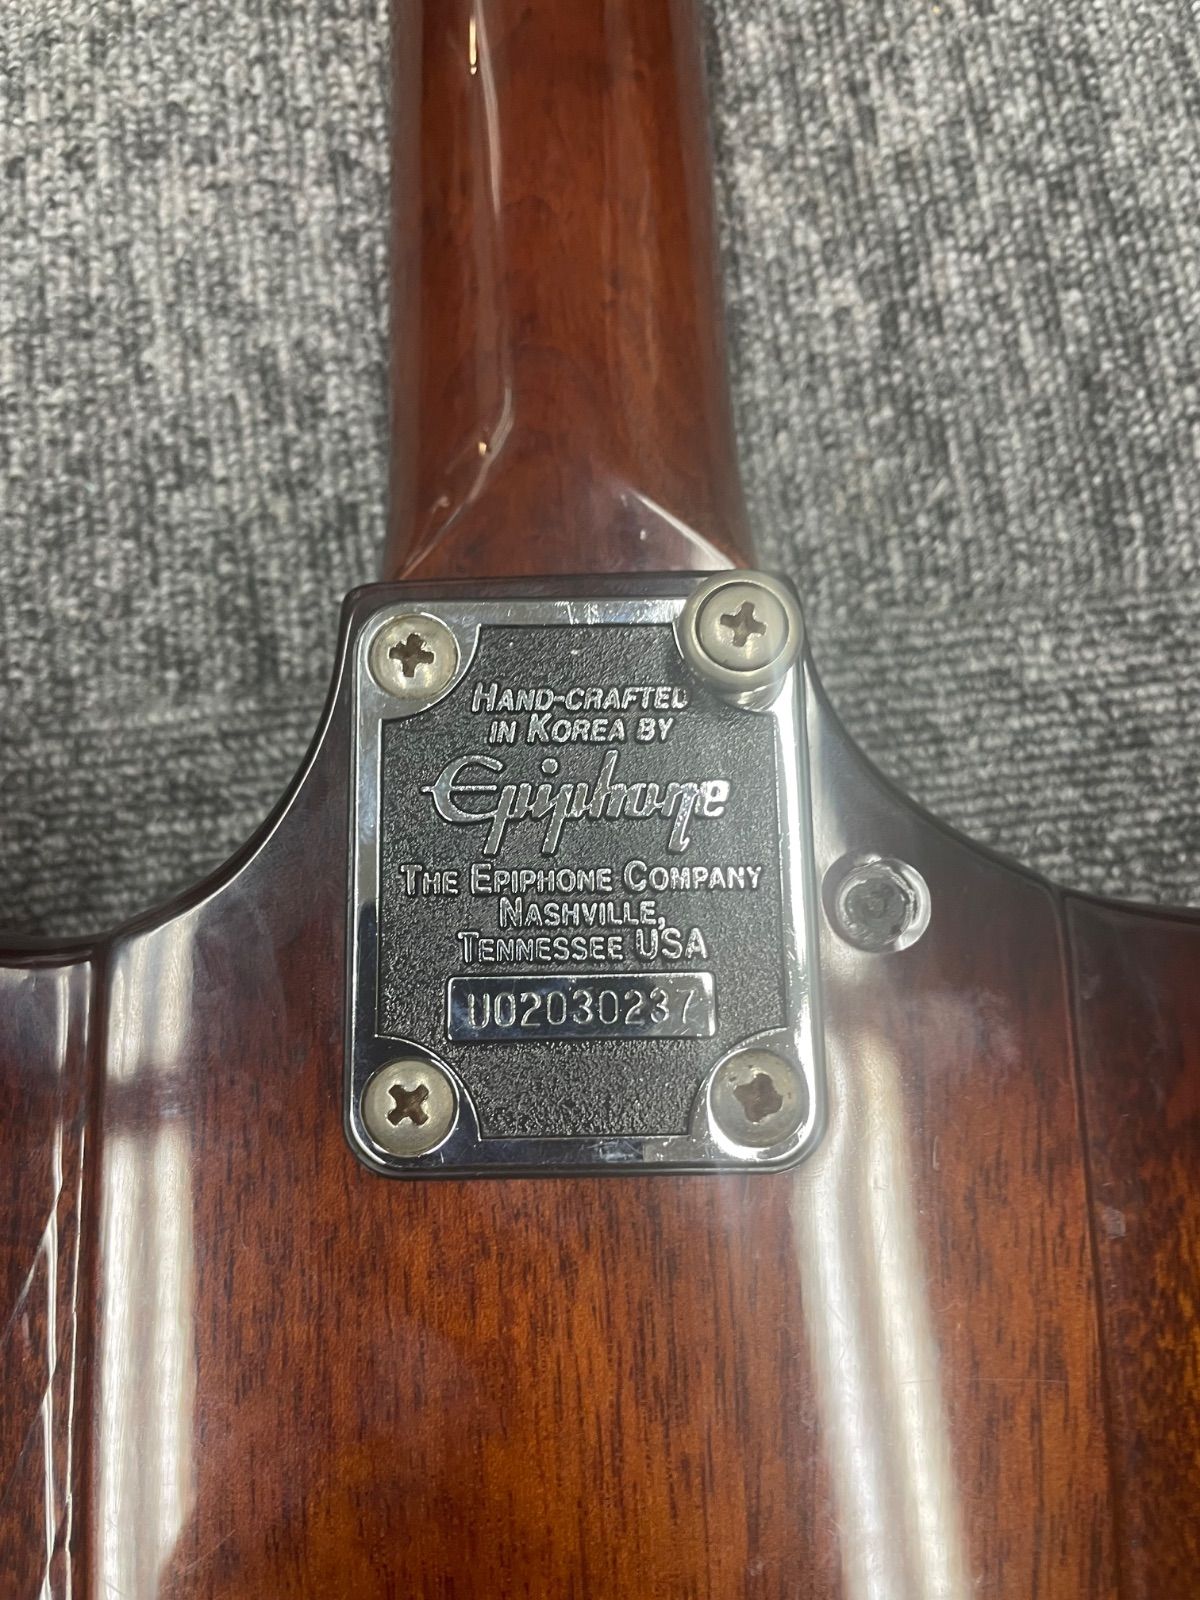 HAND-CRAFTED
IN KOREA BY
Epiphone
THE EPIPHONE COMPANY
NASHVILLE,
TENNESSEE USA
U02030237